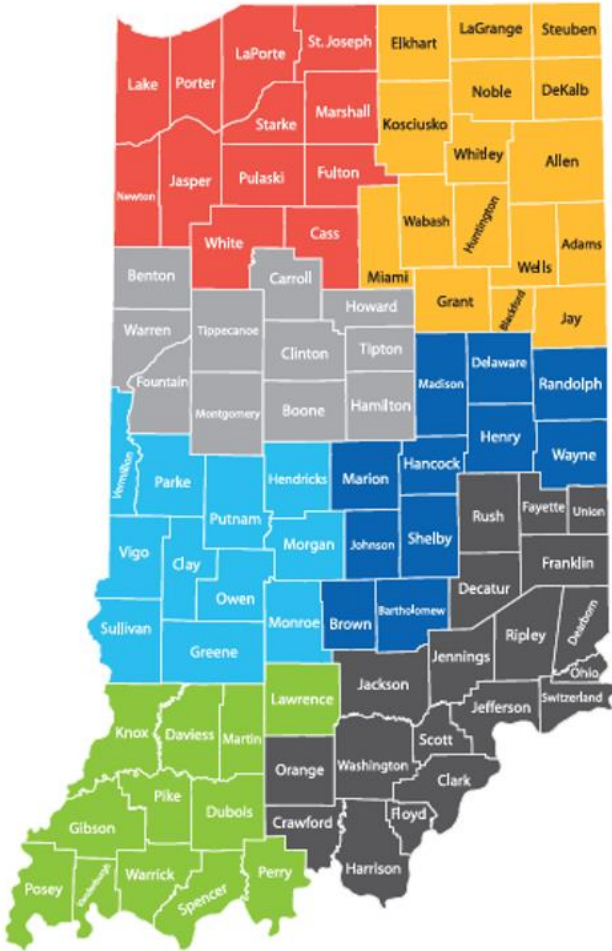 Lake
Porter
LaPorte
St. Joseph
Elkhart
LaGrange
Steuben
Noble
DeKalb
Starke
Marshall
Kosciusko
Whitley
Allen
Newton
Jasper
Pulaski
Fulton
Wabash
Huntington
White
Cass
Miami
Wells
Adams
Benton
Carroll
Howard
Grant
Blackford
Jay
Warren
Tippecanoe
Clinton
Tipton
Madison
Delaware
Randolph
Fountain
Montgomery
Boone
Hamilton
Henry
Wayne
Vermillion
Parke
Putnam
Hendricks
Marion
Hancock
Rush
Fayette
Union
Vigo
Clay
Morgan
Johnson
Shelby
Franklin
Owen
Decatur
Sullivan
Greene
Monroe
Brown
Bartholomew
Ripley
Dearborn
Jennings
Ohio
Lawrence
Jackson
Jefferson
Switzerland
Knox
Daviess
Martin
Scott
Orange
Washington
Clark
Pike
Dubois
Gibson
Crawford
Floyd
Harrison
Posey
Vanderburgh
Warrick
Spencer
Perry